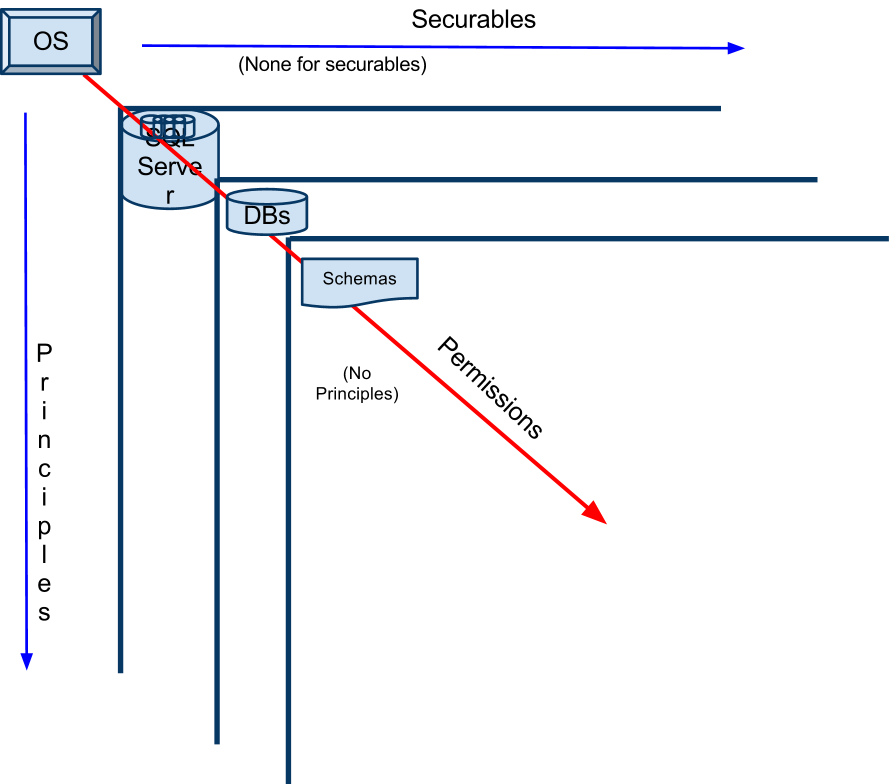 Securables
OS
(None for securables)
SQL
Serve
r
DBs
Schemas
P
r
i
n
c
i
p
l
e
s
Permissions
(No
Principles)